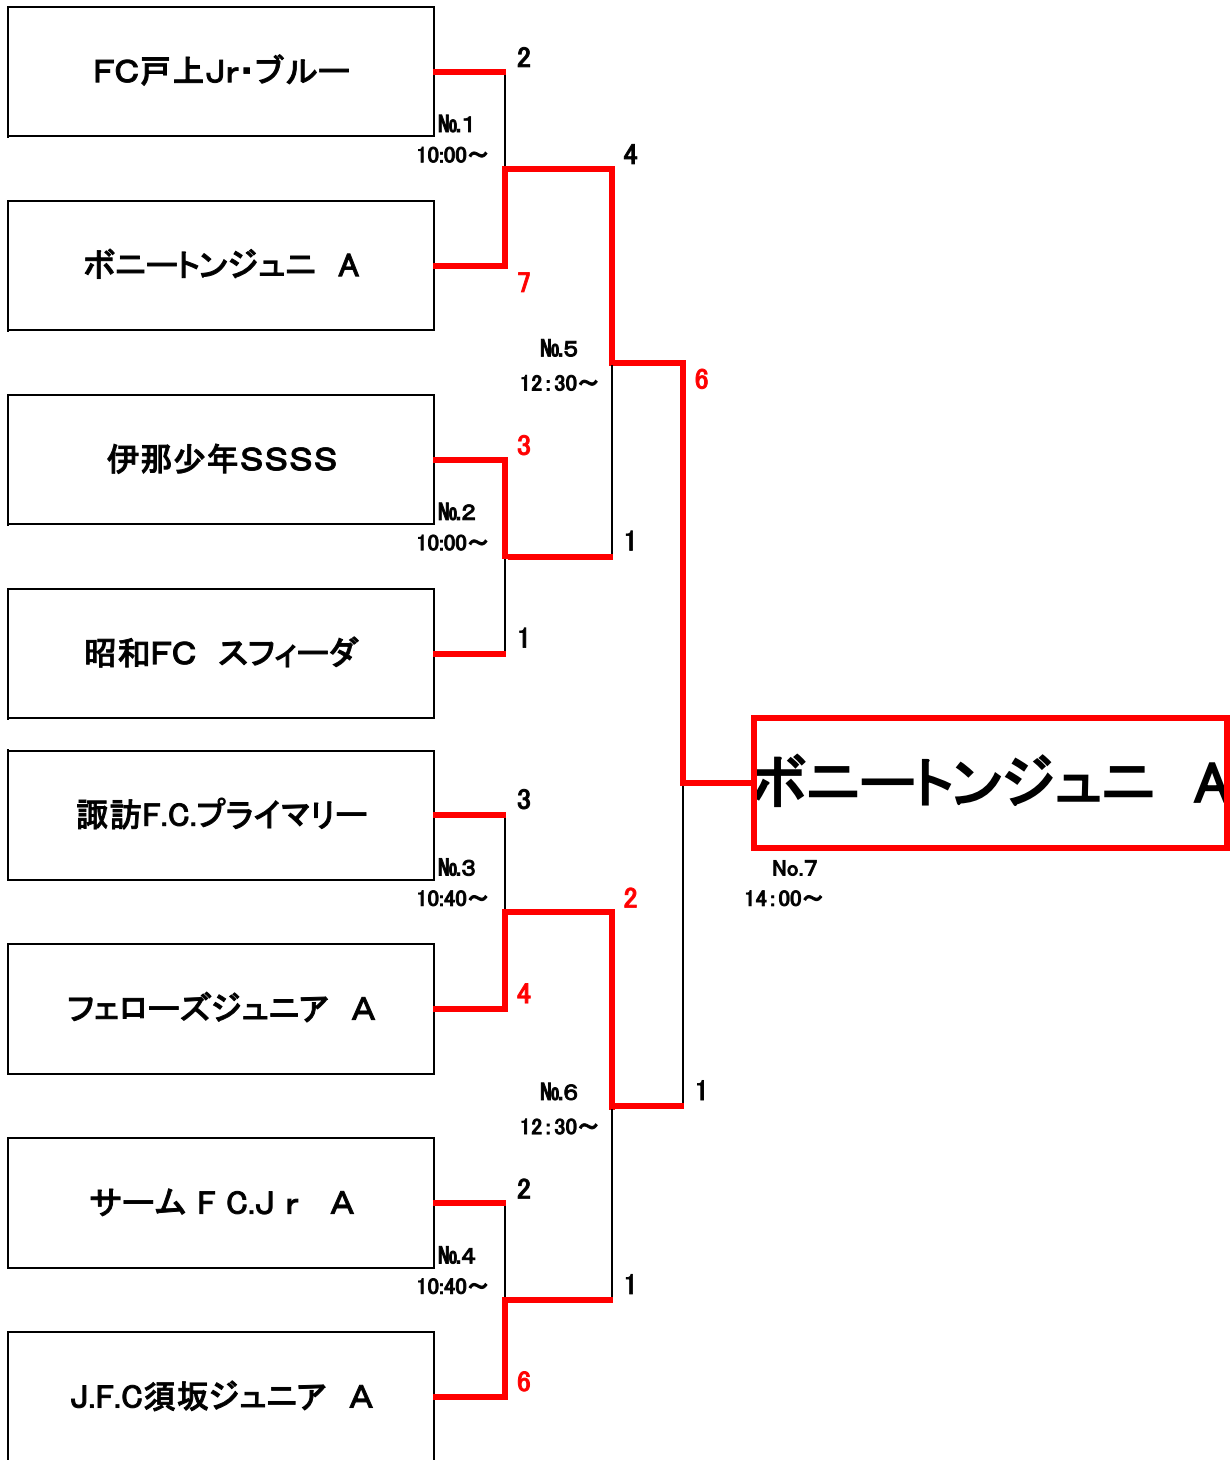 FC戸上Jr・ブルー
2
№.1
10:00～
4
ボニートンジュニ　A
7
№.5
12：30～
6
伊那少年SSSS
3
№.2
10:00～
1
昭和FC　スフィーダ
1
ボニートンジュニ　A
諏訪F.C.プライマリー
3
№.3
10:40～
No.7
14：00～
2
フェローズジュニア　A
4
№.6
12：30～
1
サームＦC.Jｒ　A
2
№.4
10:40～
1
J.F.C須坂ジュニア　A
6